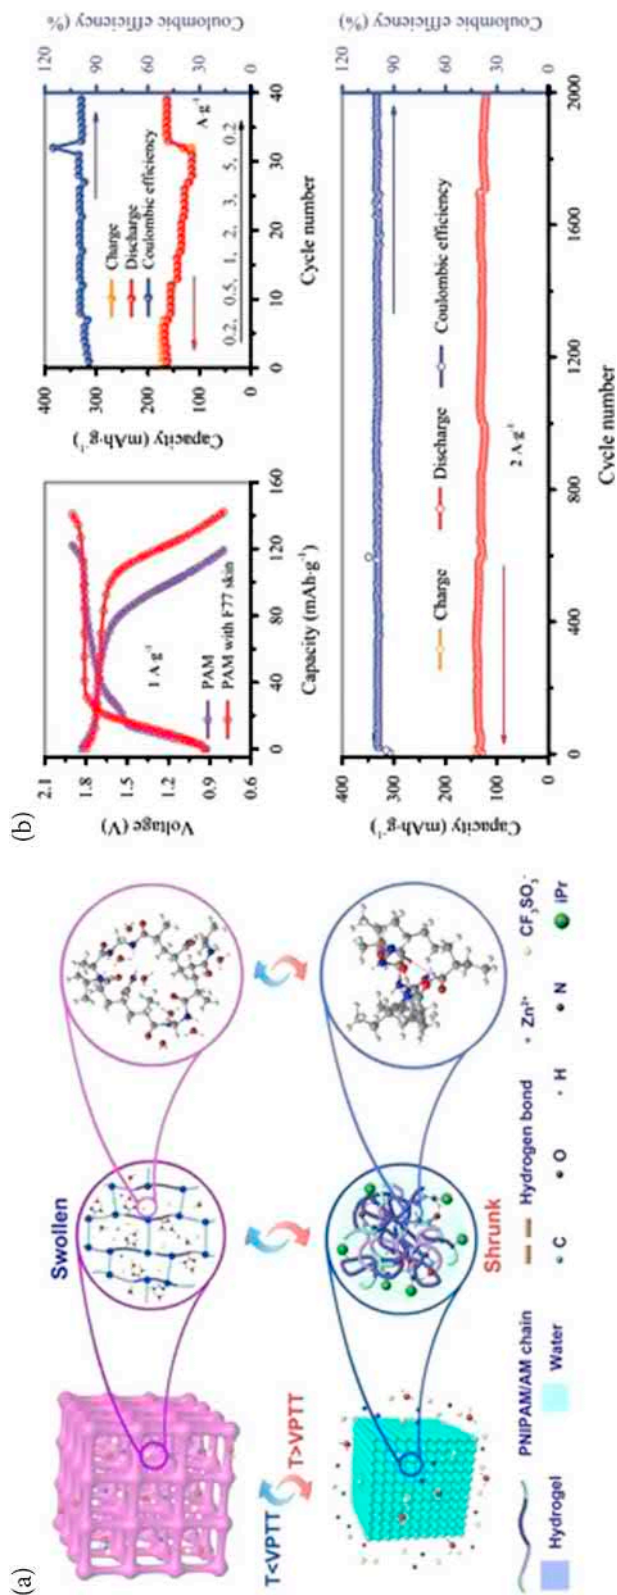 (a)
Swollen
T<VPTT
T>VPTT
Shrunk
PNIPAM/AM chain
Hydrogen bond
Zn²⁺
CF₃SO₃⁻
Hydrogel
Water
C
O
H
N
iPr
(b)
Voltage (V)
2.1
1.8
1.5
1.2
0.9
0.6
1 A·g⁻¹
PAM
PAM with F77 skin
0 40 80 120 160
Capacity (mAh·g⁻¹)
Capacity (mAh·g⁻¹)
400
300
200
100
0
Charge
Discharge
Coulombic efficiency
A·g⁻¹
0.2, 0.5, 1, 2, 3, 5, 0.2
0 10 20 30 40
Cycle number
120
90
60
30
0
Coulombic efficiency (%)
Capacity (mAh·g⁻¹)
400
300
200
100
0
Charge
Discharge
Coulombic efficiency
2 A·g⁻¹
0 400 800 1200 1600 2000
Cycle number
120
90
60
30
0
Coulombic efficiency (%)